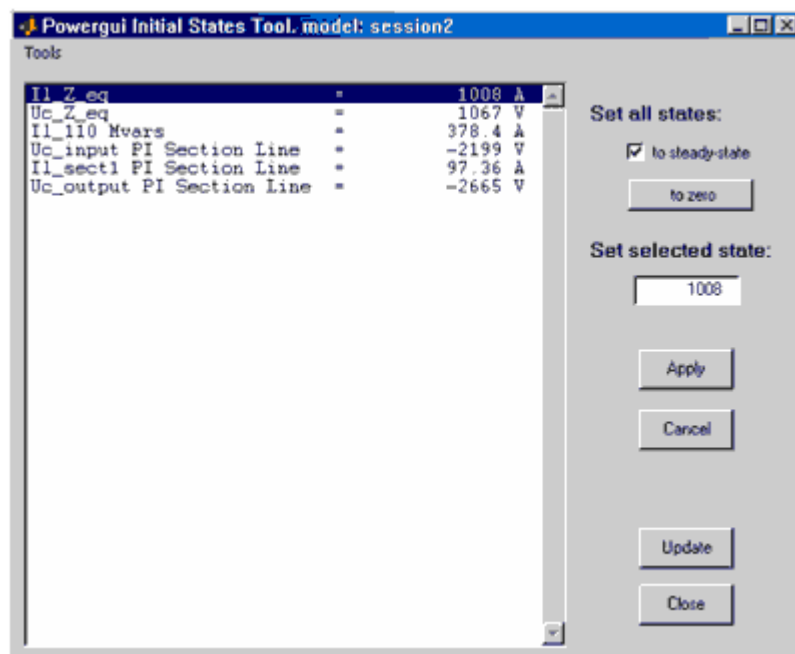 Powergui Initial States Tool. model: session2
Tools
Il_Z_eq = 1008 A
Uc_Z_eq = 1067 V
Il_110 Mvars = 378.4 A
Uc_input PI Section Line = -2199 V
Il_sect1 PI Section Line = 97.36 A
Uc_output PI Section Line = -2665 V
Set all states:
to steady-state
to zero
Set selected state:
1008
Apply
Cancel
Update
Close